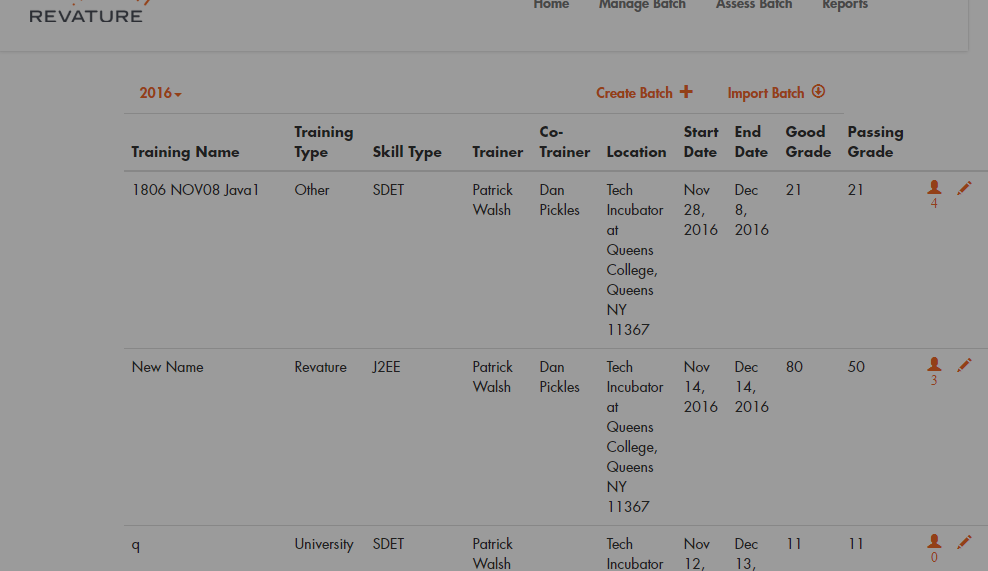 REVATURE
Home Manage Batch Assess Batch Reports
2016 Create Batch Import Batch
Training Name Training Type Skill Type Trainer Co-Trainer Location Start Date End Date Good Grade Passing Grade
1806 NOV08 Java1 Other SDET Patrick Walsh Dan Pickles Tech Incubator at Queens College, Queens NY 11367 Nov 28, 2016 Dec 8, 2016 21 21 4
New Name Revature J2EE Patrick Walsh Dan Pickles Tech Incubator at Queens College, Queens NY 11367 Nov 14, 2016 Dec 14, 2016 80 50 3
q University SDET Patrick Walsh Tech Incubator Nov 12, Dec 13, 11 11 0